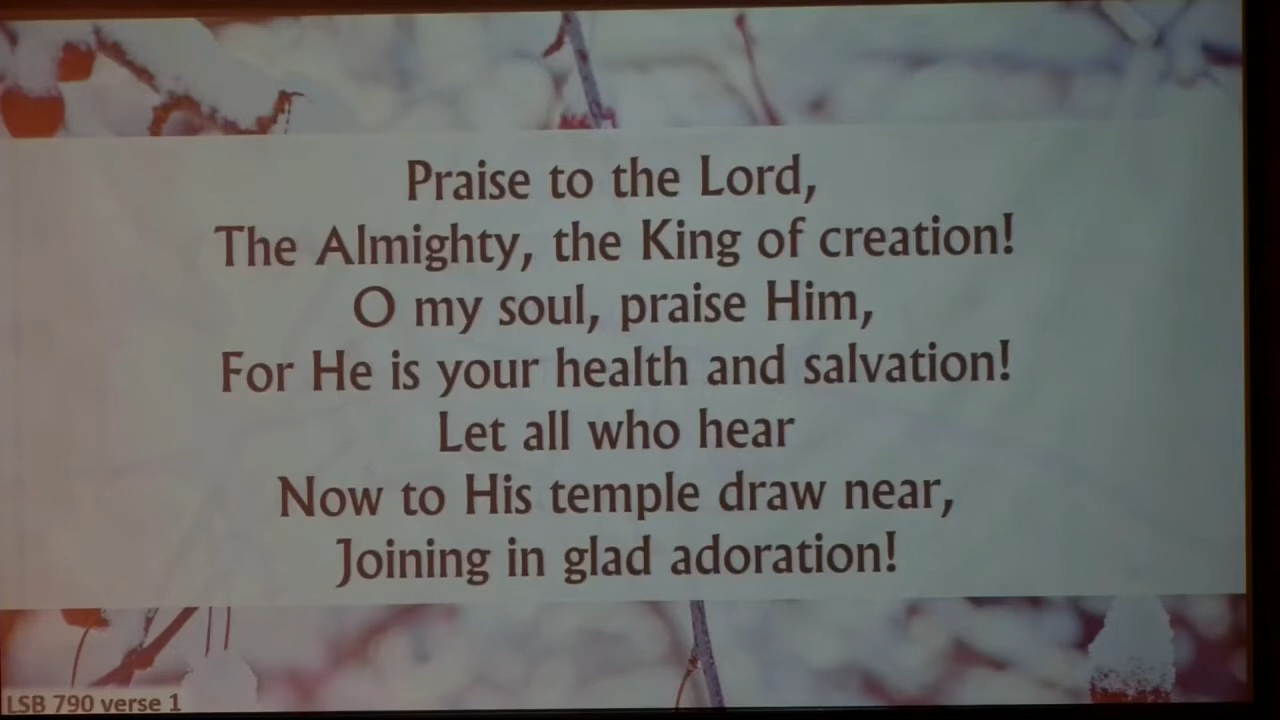 Praise to the Lord,
The Almighty, the King of creation!
O my soul, praise Him,
For He is your health and salvation!
Let all who hear
Now to His temple draw near,
Joining in glad adoration!
LSB 790 verse 1